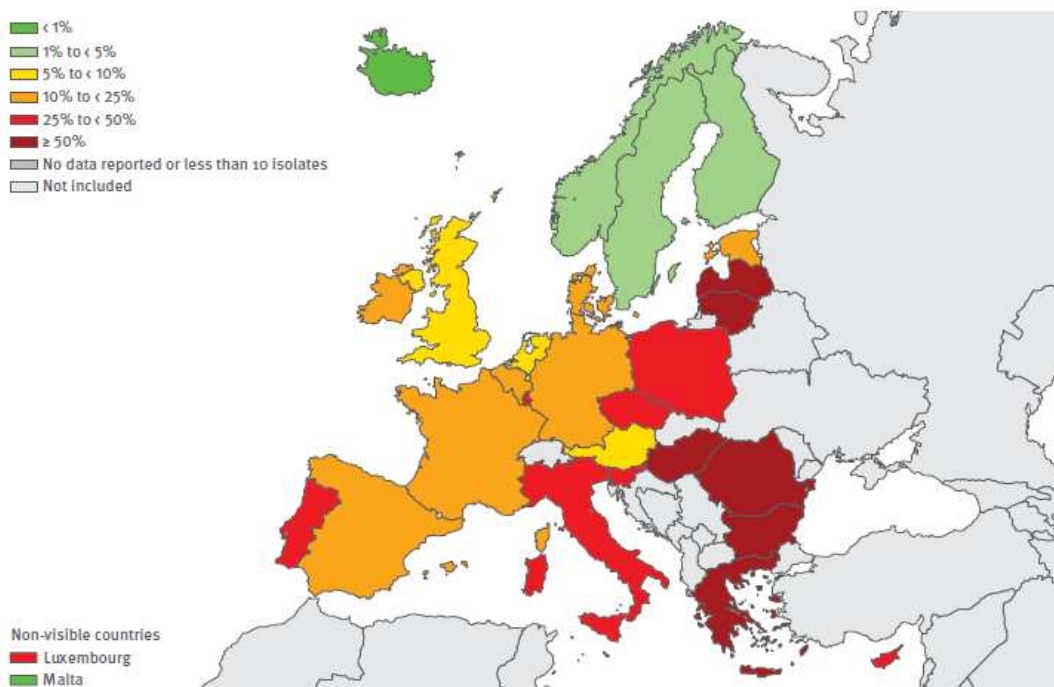 < 1%
1% to < 5%
5% to < 10%
10% to < 25%
25% to < 50%
≥ 50%
No data reported or less than 10 isolates
Not included
Non-visible countries
Luxembourg
Malta